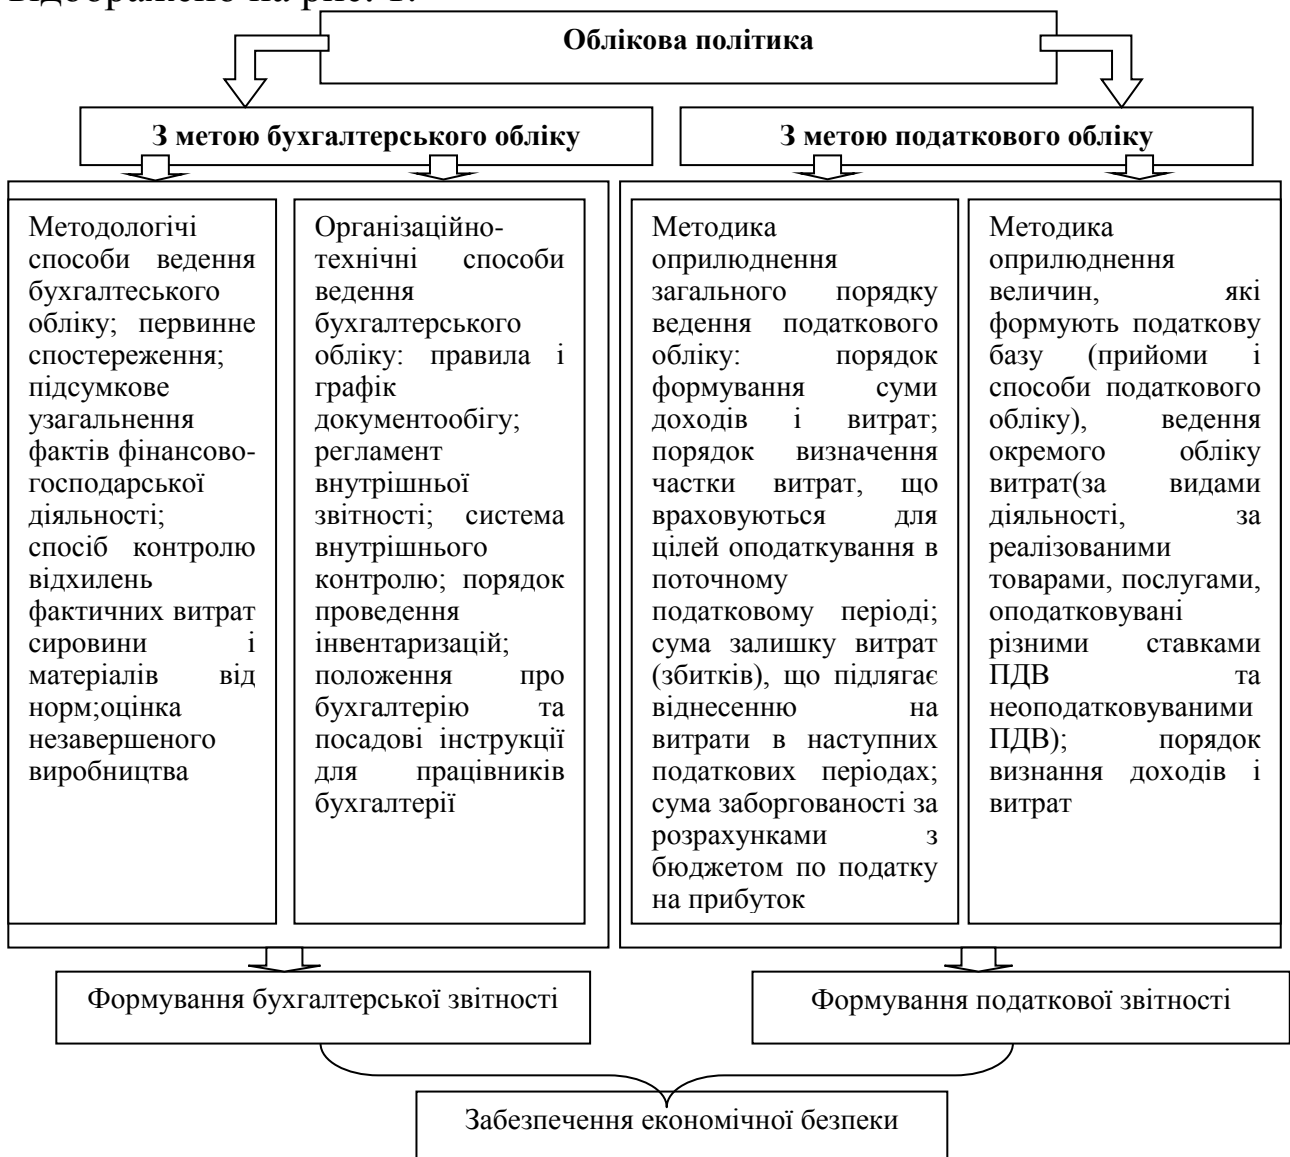 відображено на рис. 1.
Облікова політика
З метою бухгалтерського обліку
З метою податкового обліку
Методологічі
способи ведення
бухгалтеського
обліку; первинне
спостереження;
підсумкове
узагальнення
фактів фінансово-
господарської
діяльності;
спосіб контролю
відхилень
фактичних витрат
сировини і
матеріалів від
норм;оцінка
незавершеного
виробництва
Організаційно-
технічні способи
ведення
бухгалтерського
обліку: правила і
графік
документообігу;
регламент
внутрішньої
звітності; система
внутрішнього
контролю; порядок
проведення
інвентаризацій;
положення про
бухгалтерію та
посадові інструкції
для працівників
бухгалтерії
Методика
оприлюднення
загального порядку
ведення податкового
обліку: порядок
формування суми
доходів і витрат;
порядок визначення
частки витрат, що
враховуються для
цілей оподаткування в
поточному
податковому періоді;
сума залишку витрат
(збитків), що підлягає
віднесенню на
витрати в наступних
податкових періодах;
сума заборгованості за
розрахунками з
бюджетом по податку
на прибуток
Методика
оприлюднення
величин, які
формують податкову
базу (прийоми і
способи податкового
обліку), ведення
окремого обліку
витрат(за видами
діяльності, за
реалізованими
товарами, послугами,
оподатковувані
різними ставками
ПДВ та
неоподатковуваними
ПДВ); порядок
визнання доходів і
витрат
Формування бухгалтерської звітності
Формування податкової звітності
Забезпечення економічної безпеки